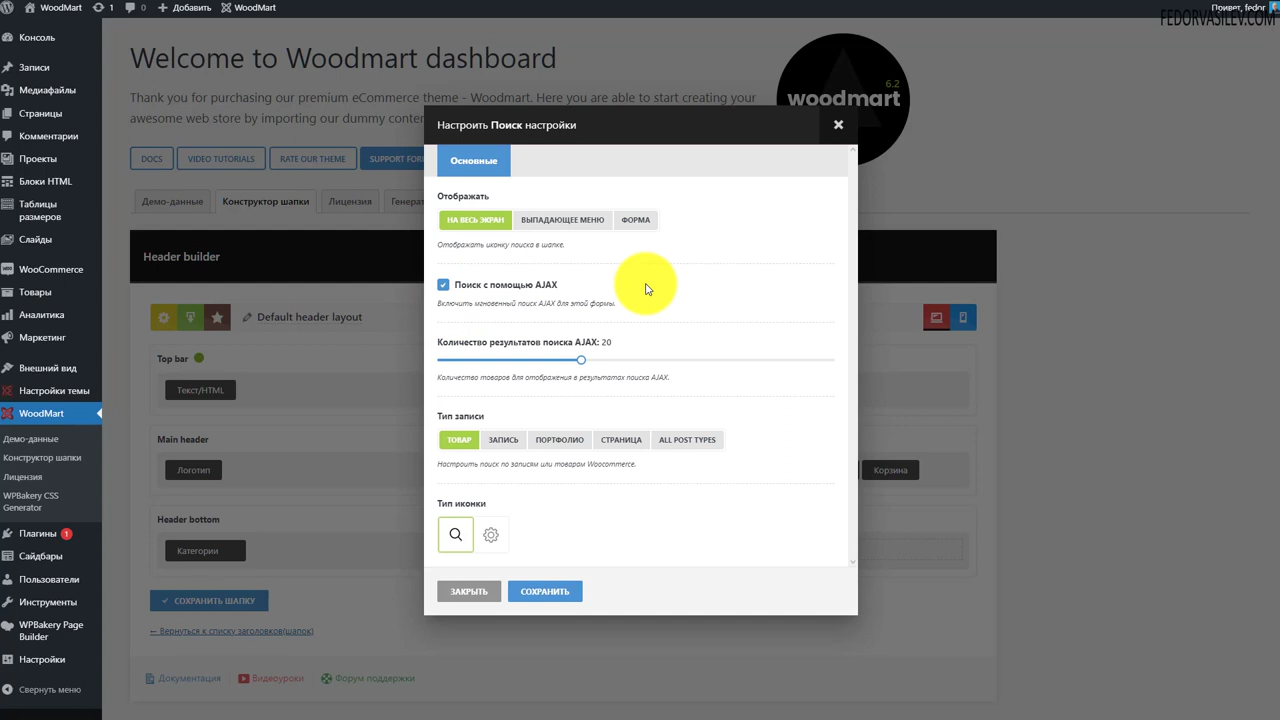 WoodMart
1
0
Добавить
WoodMart
Привет, fedor
FEDORVASILEV.COM
Консоль
Записи
Медиафайлы
Страницы
Комментарии
Проекты
Блоки HTML
Таблицы
размеров
Слайды
WooCommerce
Товары
Аналитика
Маркетинг
Внешний вид
Настройки темы
WoodMart
Демо-данные
Конструктор шапки
Лицензия
WPBakery CSS
Generator
Плагины 1
Сайдбары
Пользователи
Инструменты
WPBakery Page
Builder
Настройки
Свернуть меню
Welcome to Woodmart dashboard
Thank you for purchasing our premium eCommerce theme - Woodmart. Here you are able to start creating your
awesome web store by importing our dummy conten
6.2
woodmart
DOCS
VIDEO TUTORIALS
RATE OUR THEME
SUPPORT FOR
Демо-данные
Конструктор шапки
Лицензия
Генерат
Header builder
Default header layout
Top bar
Текст/HTML
Main header
Логотип
Корзина
Header bottom
Категории
СОХРАНИТЬ ШАПКУ
← Вернуться к списку заголовков(шапок)
Документация
Видеоуроки
Форум поддержки
Настроить Поиск настройки
Основные
Отображать
НА ВЕСЬ ЭКРАН
ВЫПАДАЮЩЕЕ МЕНЮ
ФОРМА
Отображать иконку поиска в шапке.
Поиск с помощью AJAX
Включить мгновенный поиск AJAX для этой формы.
Количество результатов поиска AJAX: 20
Количество товаров для отображения в результатах поиска AJAX.
Тип записи
ТОВАР
ЗАПИСЬ
ПОРТФОЛИО
СТРАНИЦА
ALL POST TYPES
Настроить поиск по записям или товарам Woocommerce.
Тип иконки
ЗАКРЫТЬ
СОХРАНИТЬ